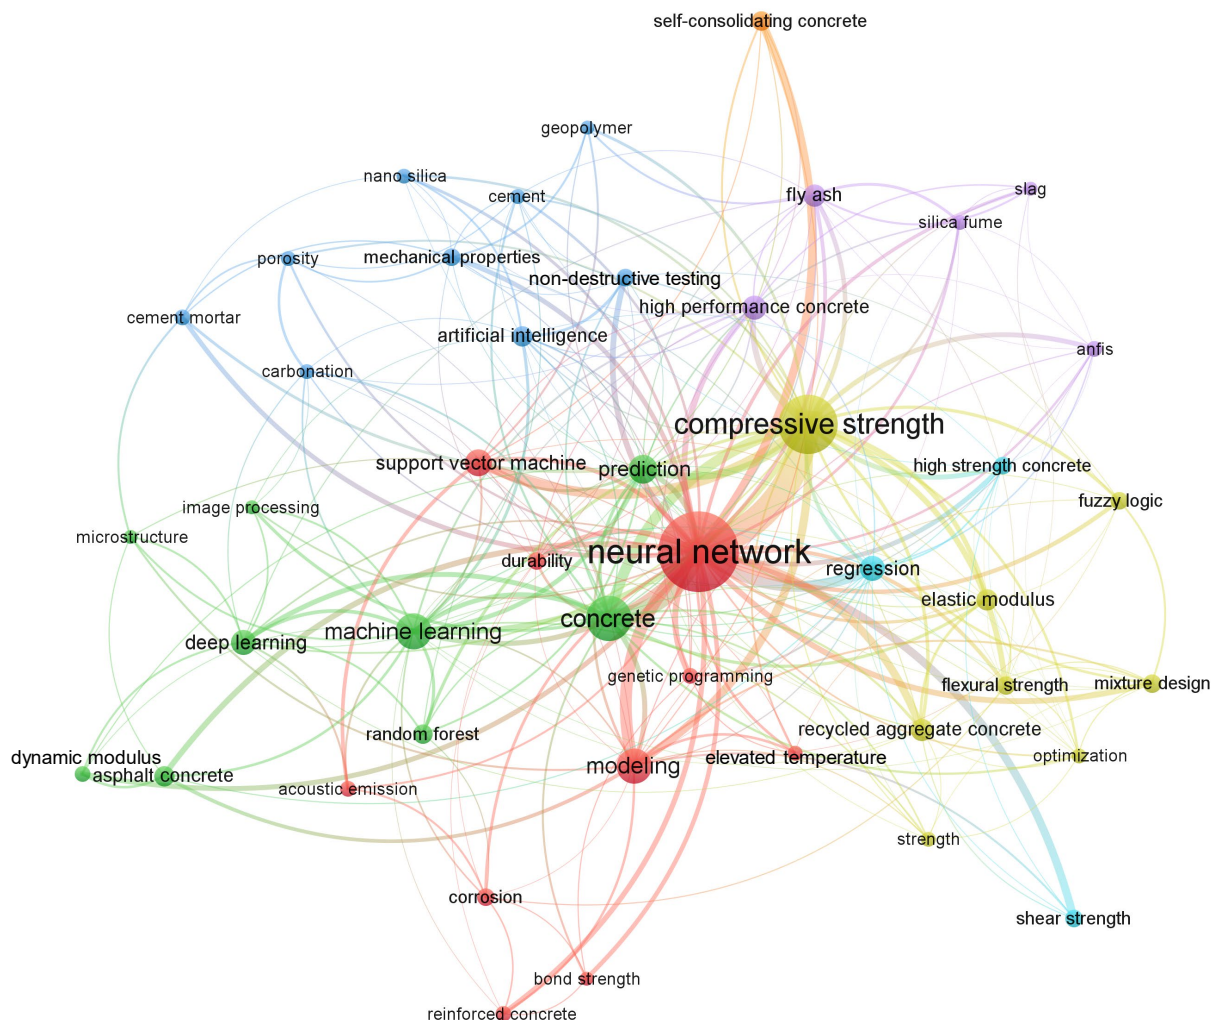 self-consolidating concrete
geopolymer
nano silica
cement
fly ash
slag
silica fume
porosity
mechanical properties
non-destructive testing
high performance concrete
cement mortar
artificial intelligence
anfis
carbonation
compressive strength
support vector machine
prediction
high strength concrete
fuzzy logic
image processing
microstructure
neural network
durability
regression
elastic modulus
concrete
machine learning
deep learning
genetic programming
flexural strength
mixture design
random forest
recycled aggregate concrete
dynamic modulus
elevated temperature
optimization
modeling
asphalt concrete
acoustic emission
strength
corrosion
shear strength
bond strength
reinforced concrete